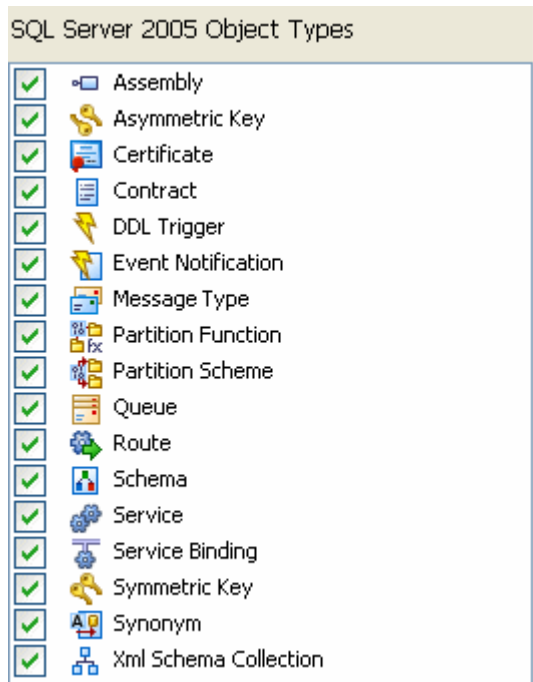 SQL Server 2005 Object Types
Assembly
Asymmetric Key
Certificate
Contract
DDL Trigger
Event Notification
Message Type
Partition Function
Partition Scheme
Queue
Route
Schema
Service
Service Binding
Symmetric Key
Synonym
Xml Schema Collection